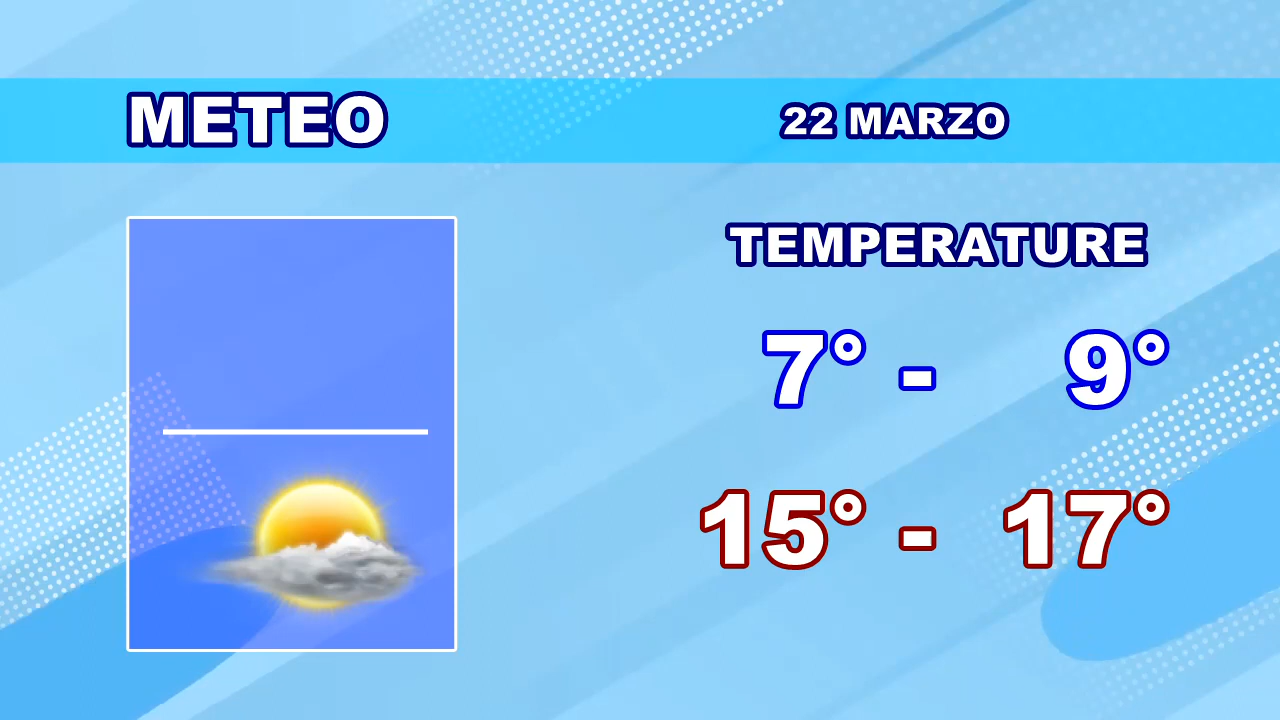 METEO
22 MARZO
TEMPERATURE
7° - 9°
15° - 17°